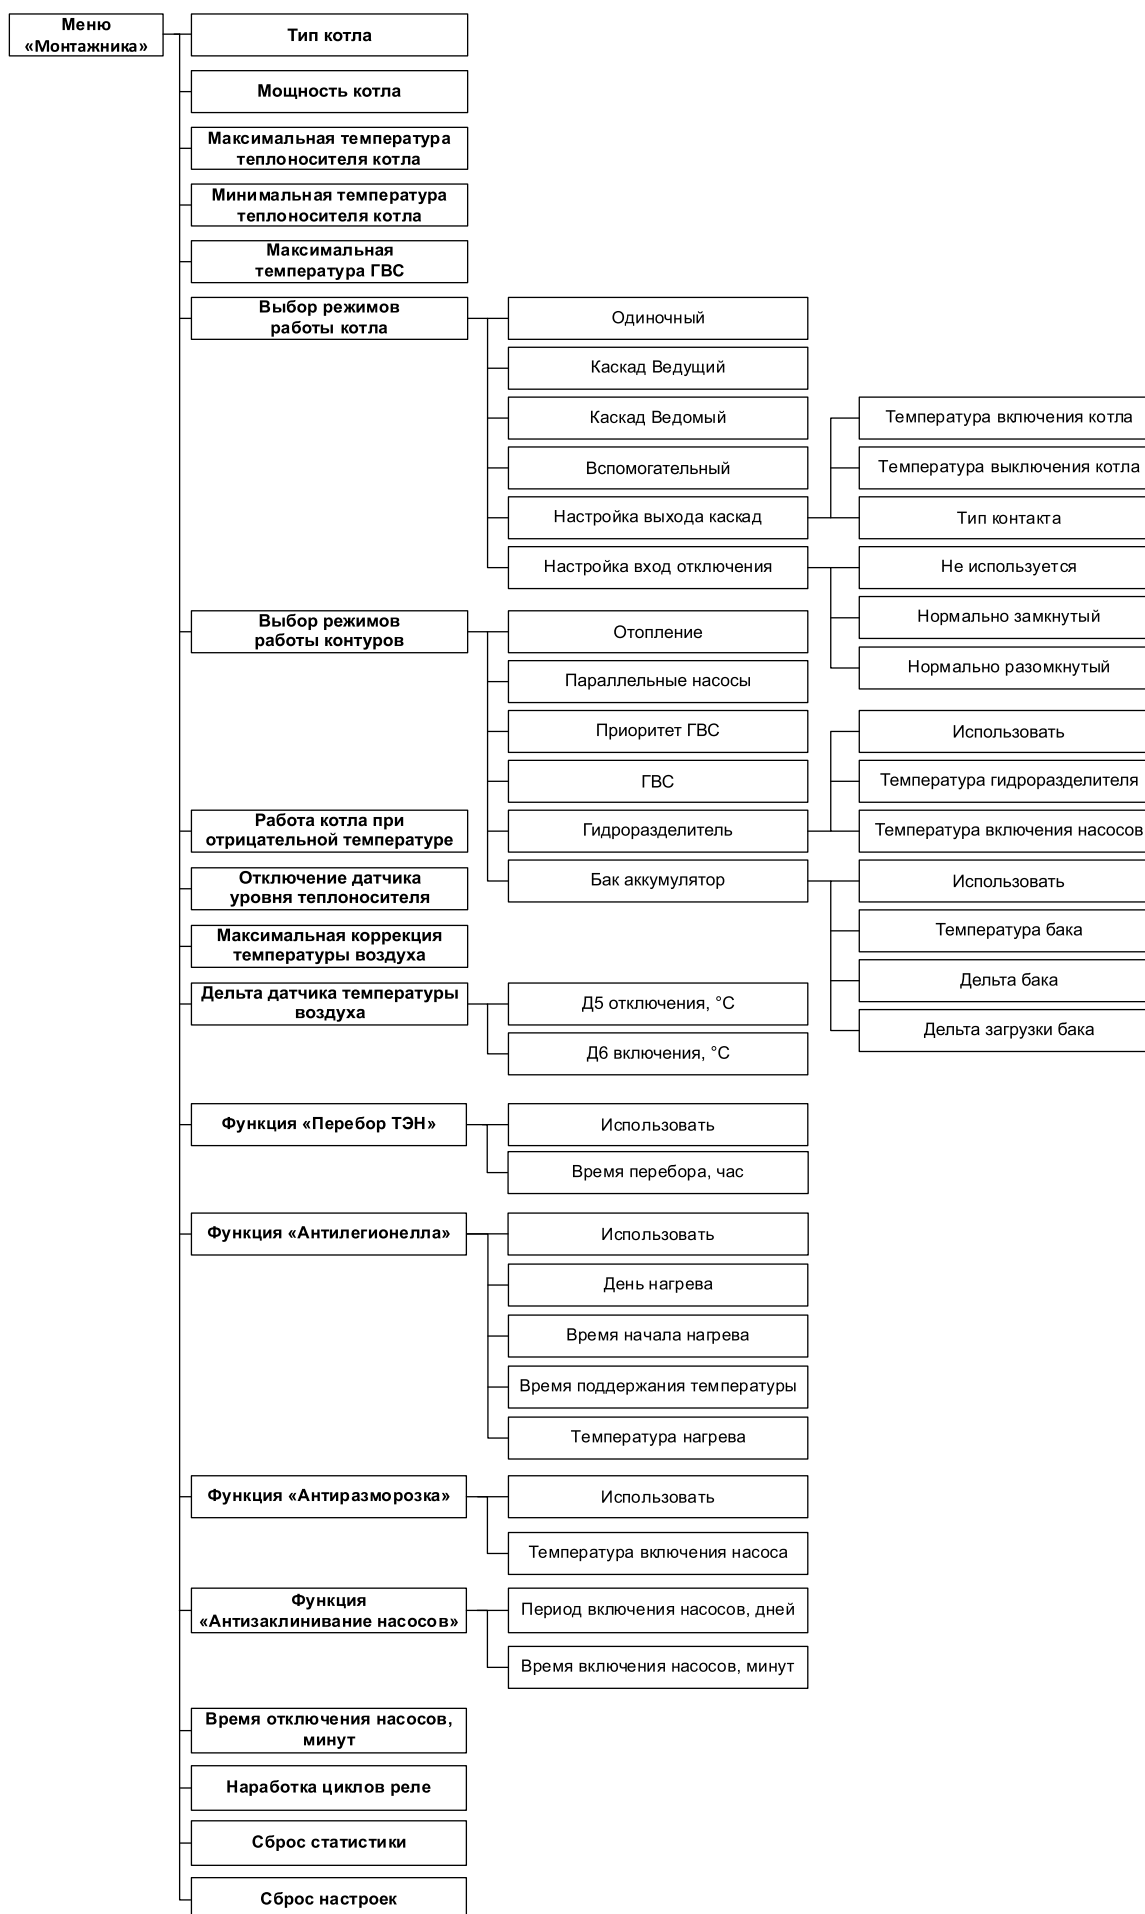 Меню
«Монтажника»
Тип котла
Мощность котла
Максимальная температура
теплоносителя котла
Минимальная температура
теплоносителя котла
Максимальная
температура ГВС
Выбор режимов
работы котла
Одиночный
Каскад Ведущий
Каскад Ведомый
Вспомогательный
Настройка выхода каскад
Температура включения котла
Температура выключения котла
Тип контакта
Настройка вход отключения
Не используется
Нормально замкнутый
Нормально разомкнутый
Выбор режимов
работы контуров
Отопление
Параллельные насосы
Приоритет ГВС
ГВС
Гидроразделитель
Использовать
Температура гидроразделителя
Температура включения насосов
Бак аккумулятор
Использовать
Температура бака
Дельта бака
Дельта загрузки бака
Работа котла при
отрицательной температуре
Отключение датчика
уровня теплоносителя
Максимальная коррекция
температуры воздуха
Дельта датчика температуры
воздуха
Д5 отключения, °С
Д6 включения, °С
Функция «Перебор ТЭН»
Использовать
Время перебора, час
Функция «Антилегионелла»
Использовать
День нагрева
Время начала нагрева
Время поддержания температуры
Температура нагрева
Функция «Антиразморозка»
Использовать
Температура включения насоса
Функция
«Антизаклинивание насосов»
Период включения насосов, дней
Время включения насосов, минут
Время отключения насосов,
минут
Наработка циклов реле
Сброс статистики
Сброс настроек